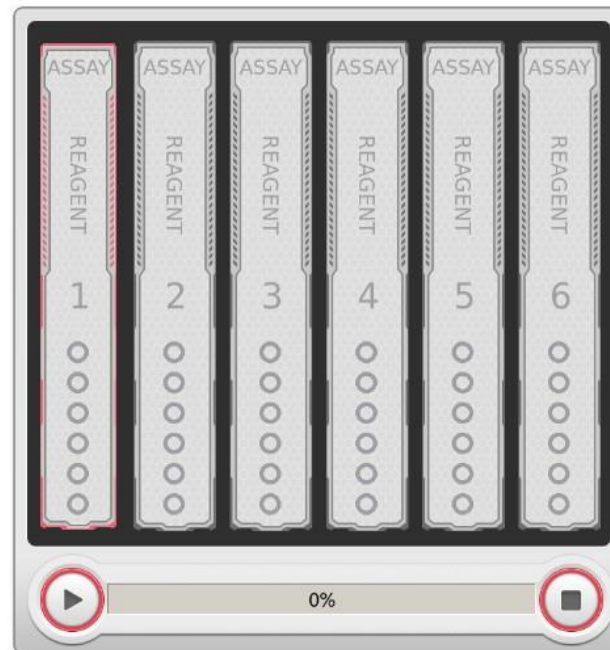 ASSAY ASSAY ASSAY ASSAY ASSAY ASSAY
REAGENT REAGENT REAGENT REAGENT REAGENT REAGENT
1 2 3 4 5 6
0%